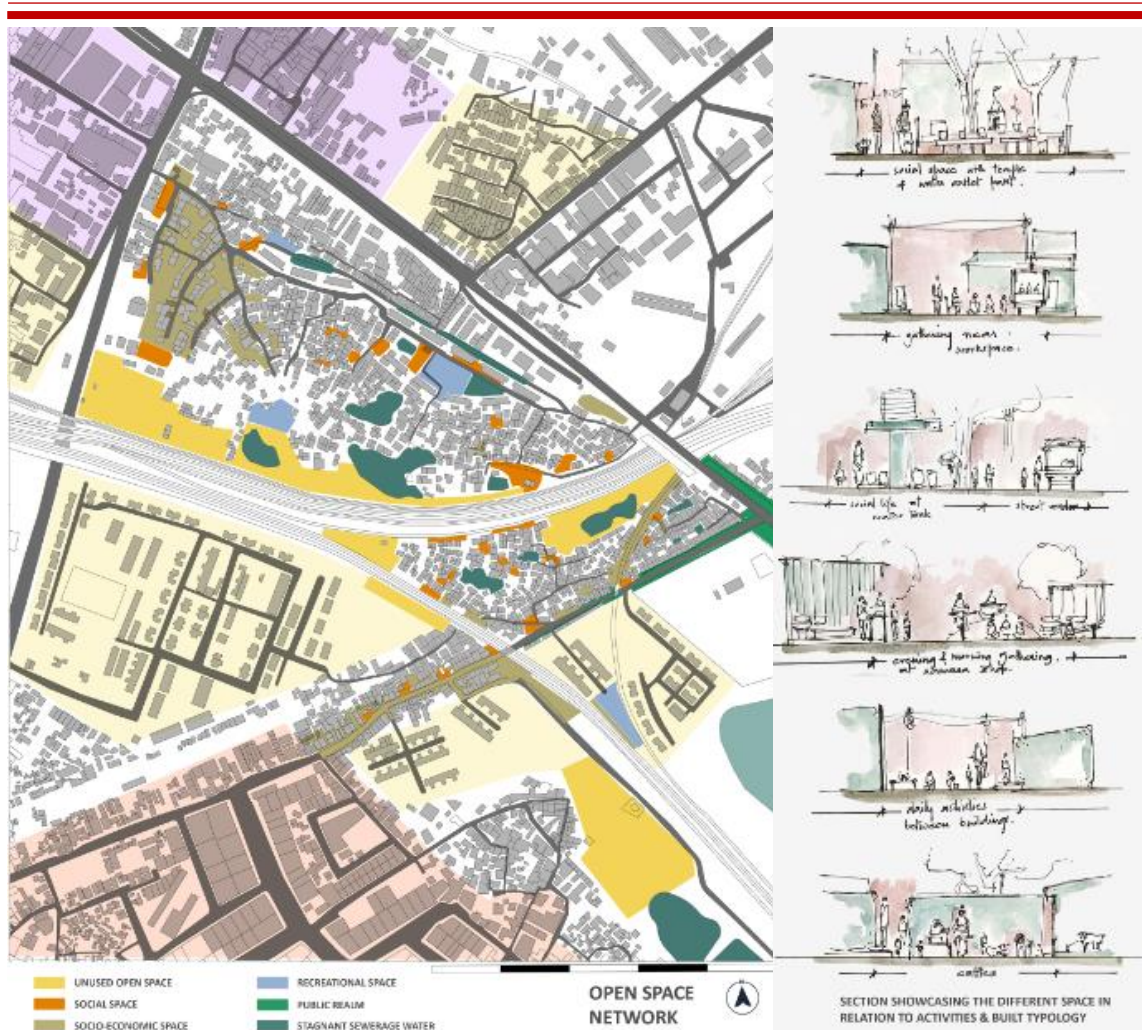 social space with temple
& water outlet point.
gathering near
workspace.
social life at
water tank
street vendor
evening & morning gathering
at
daily activities
between buildings.
UNUSED OPEN SPACE
SOCIAL SPACE
SOCIO-ECONOMIC SPACE
RECREATIONAL SPACE
PUBLIC REALM
STAGNANT SEWERAGE WATER
OPEN SPACE
NETWORK
SECTION SHOWCASING THE DIFFERENT SPACE IN
RELATION TO ACTIVITIES & BUILT TYPOLOGY